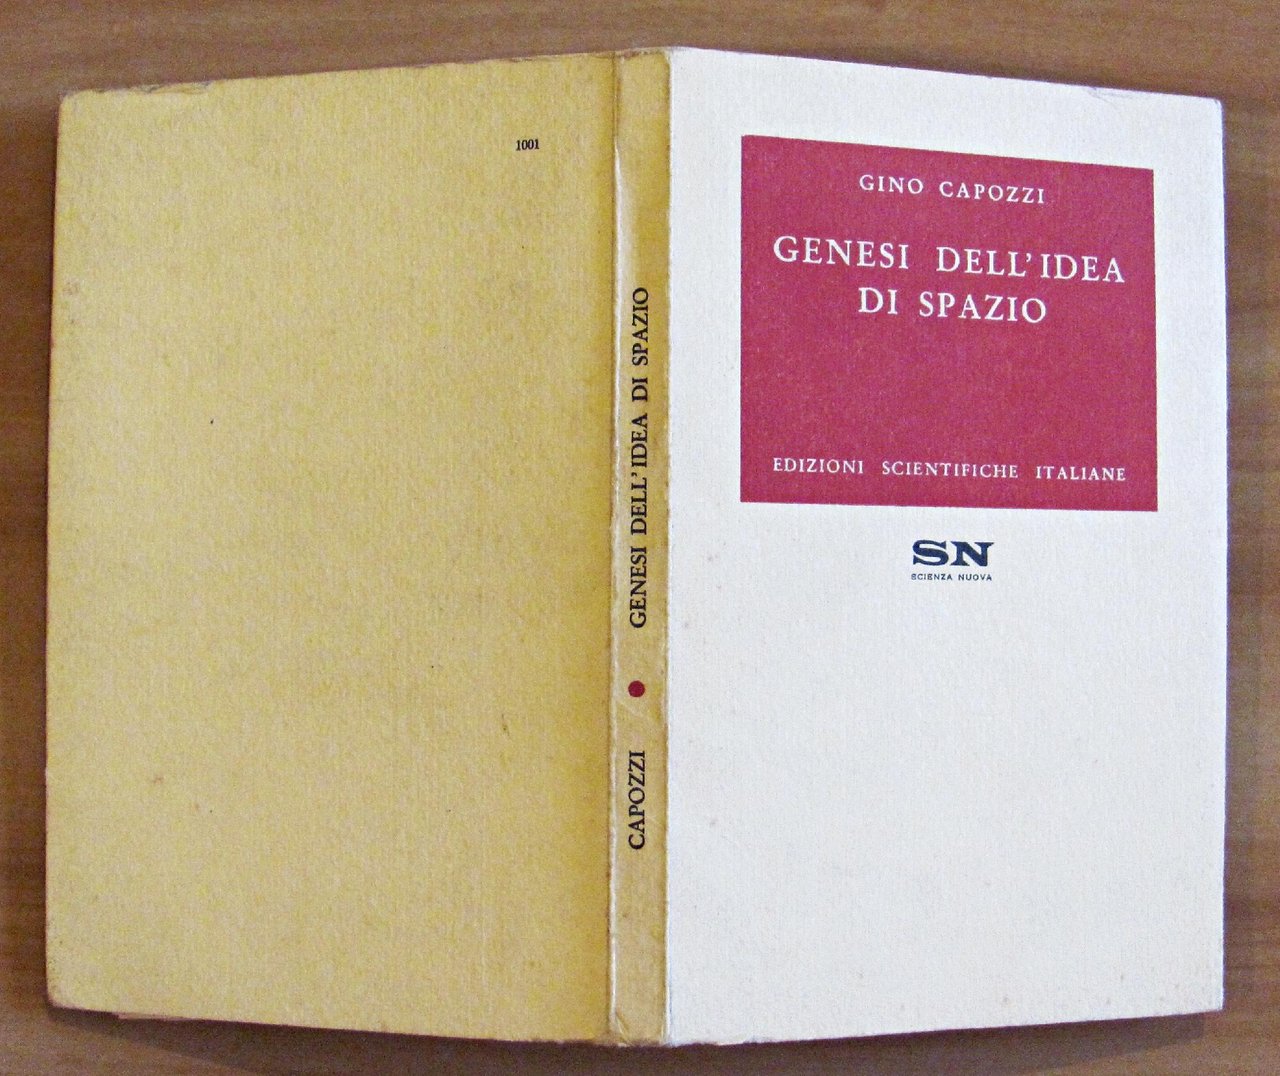 1001
CAPOZZI • GENESI DELL'IDEA DI SPAZIO
GINO CAPOZZI
GENESI DELL'IDEA
DI SPAZIO
EDIZIONI SCIENTIFICHE ITALIANE
SN
SCIENZA NUOVA